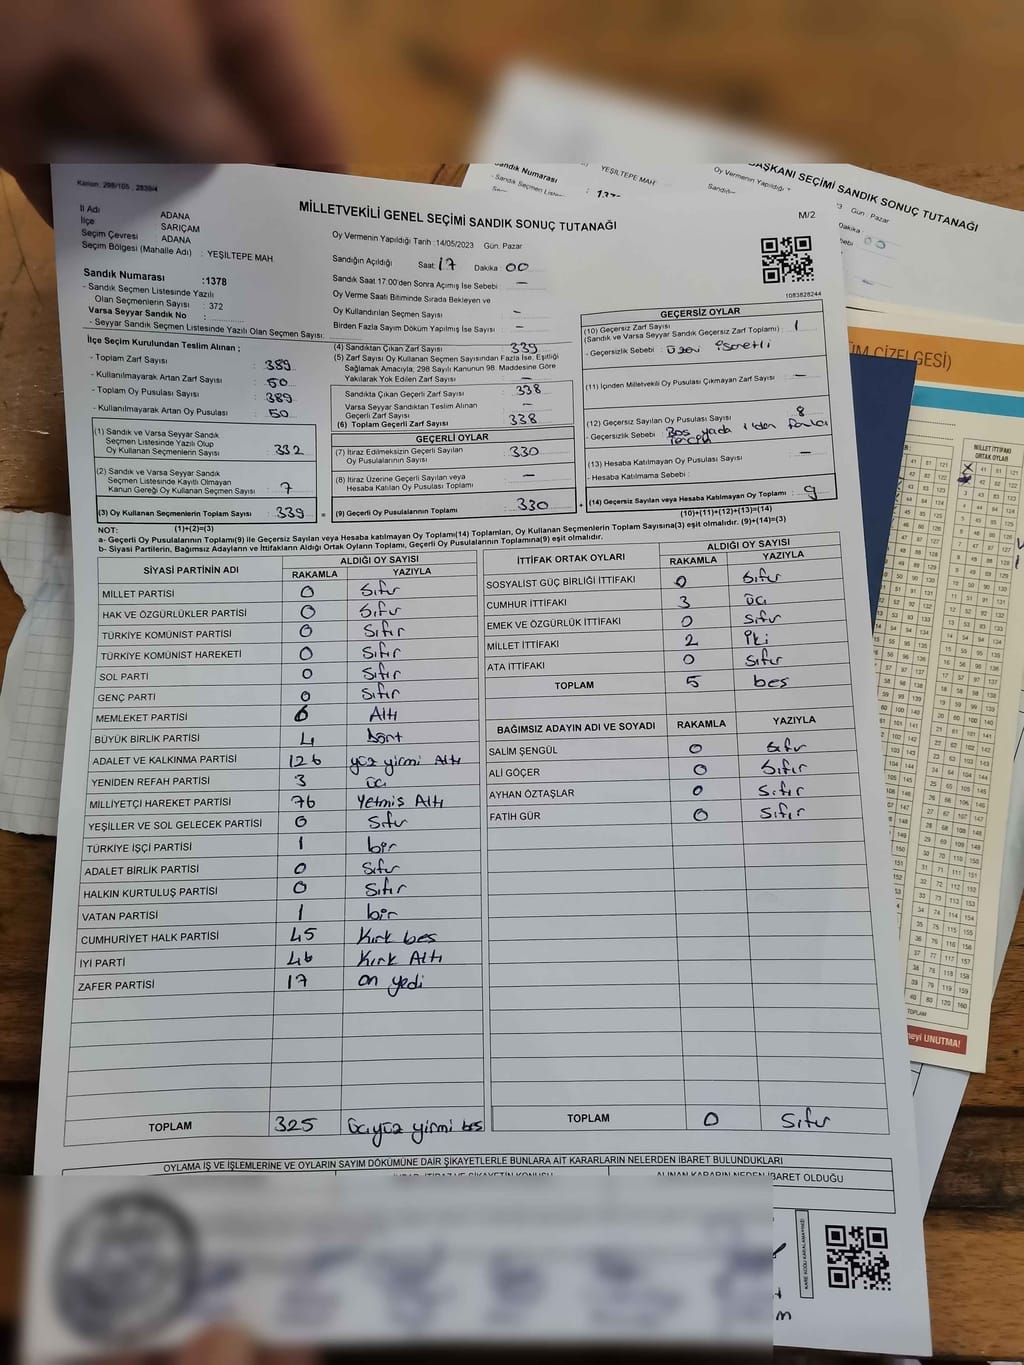 Kanun: 298/105 , 2839/4
MİLLETVEKİLİ GENEL SEÇİMİ SANDIK SONUÇ TUTANAĞI
M/2
İl Adı ADANA
İlçe SARIÇAM
Seçim Çevresi : ADANA
Seçim Bölgesi (Mahalle Adı) : YEŞİLTEPE MAH
Oy Vermenin Yapıldığı Tarih :14/05/2023 Gün: Pazar
Sandığın Açıldığı Saat: 17 Dakika : 00
Sandık Saat 17:00'den Sonra Açımış İse Sebebi : -
Oy Verme Saati Bitiminde Sırada Bekleyen ve
Oy Kullandırılan Seçmen Sayısı : -
Birden Fazla Sayım Döküm Yapılmış İse Sayısı : -
1083828244
Sandık Numarası :1378
- Sandık Seçmen Listesinde Yazılı
Olan Seçmenlerin Sayısı : 372
Varsa Seyyar Sandık No :
- Seyyar Sandık Seçmen Listesinde Yazılı Olan Seçmen Sayısı:
İlçe Seçim Kurulundan Teslim Alınan ;
- Toplam Zarf Sayısı : 389
- Kullanılmayarak Artan Zarf Sayısı : 50
- Toplam Oy Pusulası Sayısı : 389
- Kullanılmayarak Artan Oy Pusulası : 50
(1) Sandık ve Varsa Seyyar Sandık
Seçmen Listesinde Yazılı Olup
Oy Kullanan Seçmenlerin Sayısı : 332
(2) Sandık ve Varsa Seyyar Sandık
Seçmen Listesinde Kayıtlı Olmayan
Kanun Gereği Oy Kullanan Seçmen Sayısı : 7
(3) Oy Kullanan Seçmenlerin Toplam Sayısı : 339
(4) Sandıktan Çıkan Zarf Sayısı : 339
(5) Zarf Sayısı Oy Kullanan Seçmen Sayısından Fazla İse, Eşitliği
Sağlamak Amacıyla; 298 Sayılı Kanunun 98. Maddesine Göre
Yakılarak Yok Edilen Zarf Sayısı : -
Sandıkta Çıkan Geçerli Zarf Sayısı : 338
Varsa Seyyar Sandıktan Teslim Alınan
Geçerli Zarf Sayısı : -
(6) Toplam Geçerli Zarf Sayısı : 338
GEÇERLİ OYLAR
(7) İtiraz Edilmeksizin Geçerli Sayılan
Oy Pusulalarının Sayısı : 330
(8) İtiraz Üzerine Geçerli Sayılan veya
Hesaba Katılan Oy Pusulası Toplamı : -
= (9) Geçerli Oy Pusulalarının Toplamı : 330
GEÇERSİZ OYLAR
(10) Geçersiz Zarf Sayısı : 1
(Sandık ve Varsa Seyyar Sandık Geçersiz Zarf Toplamı)
- Geçersizlik Sebebi : Üzeri işaretli
(11) İçinden Milletvekili Oy Pusulası Çıkmayan Zarf Sayısı : -
(12) Geçersiz Sayılan Oy Pusulası Sayısı : 8
- Geçersizlik Sebebi : Boş yada 1'den fazla
(13) Hesaba Katılmayan Oy Pusulası Sayısı : -
- Hesaba Katılmama Sebebi :
+ (14) Geçersiz Sayılan veya Hesaba Katılmayan Oy Toplamı : 9
(10)+(11)+(12)+(13)=(14)
NOT: (1)+(2)=(3)
a- Geçerli Oy Pusulalarının Toplamı(9) ile Geçersiz Sayılan veya Hesaba Katılmayan Oy Toplamı(14) Toplamları, Oy Kullanan Seçmenlerin Toplam Sayısına(3) eşit olmalıdır. (9)+(14)=(3)
b- Siyasi Partilerin, Bağımsız Adayların ve İttifakların Aldığı Ortak Oyların Toplamı, Geçerli Oy Pusulalarının Toplamına(9) eşit olmalıdır.
SİYASİ PARTİNİN ADI ALDIĞI OY SAYISI
RAKAMLA YAZIYLA
MİLLET PARTİSİ 0 Sıfır
HAK VE ÖZGÜRLÜKLER PARTİSİ 0 Sıfır
TÜRKİYE KOMÜNİST PARTİSİ 0 Sıfır
TÜRKİYE KOMÜNİST HAREKETİ 0 Sıfır
SOL PARTİ 0 Sıfır
GENÇ PARTİ 0 Sıfır
MEMLEKET PARTİSİ 6 Altı
BÜYÜK BİRLİK PARTİSİ 4 Dört
ADALET VE KALKINMA PARTİSİ 126 yüz yirmi Altı
YENİDEN REFAH PARTİSİ 3 üç
MİLLİYETÇİ HAREKET PARTİSİ 76 Yetmiş Altı
YEŞİLLER VE SOL GELECEK PARTİSİ 0 Sıfır
TÜRKİYE İŞÇİ PARTİSİ 1 bir
ADALET BİRLİK PARTİSİ 0 Sıfır
HALKIN KURTULUŞ PARTİSİ 0 Sıfır
VATAN PARTİSİ 1 bir
CUMHURİYET HALK PARTİSİ 45 Kırk beş
İYİ PARTİ 46 Kırk Altı
ZAFER PARTİSİ 17 on yedi
TOPLAM 325 üçyüz yirmi beş
İTTİFAK ORTAK OYLARI ALDIĞI OY SAYISI
RAKAMLA YAZIYLA
SOSYALİST GÜÇ BİRLİĞİ İTTİFAKI 0 Sıfır
CUMHUR İTTİFAKI 3 üç
EMEK VE ÖZGÜRLÜK İTTİFAKI 0 Sıfır
MİLLET İTTİFAKI 2 İki
ATA İTTİFAKI 0 Sıfır
TOPLAM 5 beş
BAĞIMSIZ ADAYIN ADI VE SOYADI RAKAMLA YAZIYLA
SALİM ŞENGÜL 0 Sıfır
ALİ GÖÇER 0 Sıfır
AYHAN ÖZTAŞLAR 0 Sıfır
FATİH GÜR 0 Sıfır
TOPLAM 0 Sıfır
OYLAMA İŞ VE İŞLEMLERİNE VE OYLARIN SAYIM DÖKÜMÜNE DAİR ŞİKAYETLERLE BUNLARA AİT KARARLARIN NELERDEN İBARET BULUNDUKLARI
ALINAN KARARIN NEDEN İBARET OLDUĞU
KARE KODU KARALAMAYINIZ!
Sandık Numarası
YEŞİLTEPE MAH
BAŞKANI SEÇİMİ SANDIK SONUÇ TUTANAĞI
Oy Vermenin Yapıldığı
Gün : Pazar
Dakika : 00
ÜM ÇİZELGESİ)
MİLLET İTTİFAKI
ORTAK OYLAR
TOPLAM
UNUTMA!